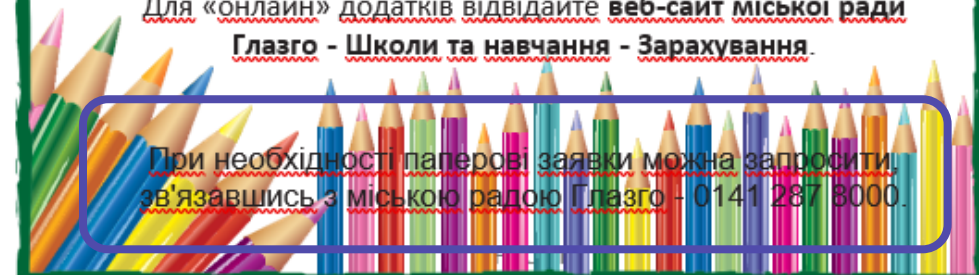 Для «онлайн» додатків відвідайте веб-сайт міської ради
Глазго - Школи та навчання - Зарахування.
При необхідності паперові заявки можна запросити,
зв'язавшись з міською радою Глазго - 0141 287 8000.